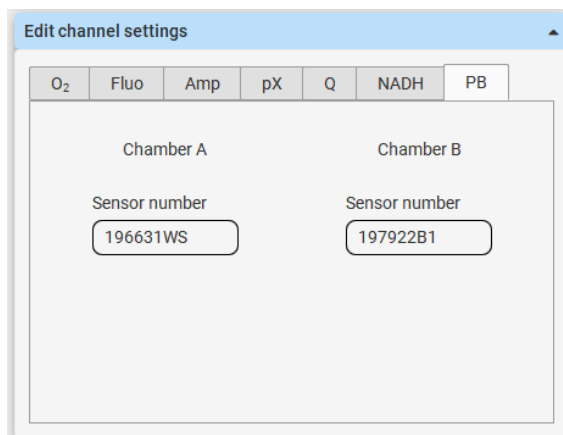 Edit channel settings
O₂ Fluo Amp pX Q NADH PB
Chamber A Chamber B
Sensor number Sensor number
196631WS 197922B1